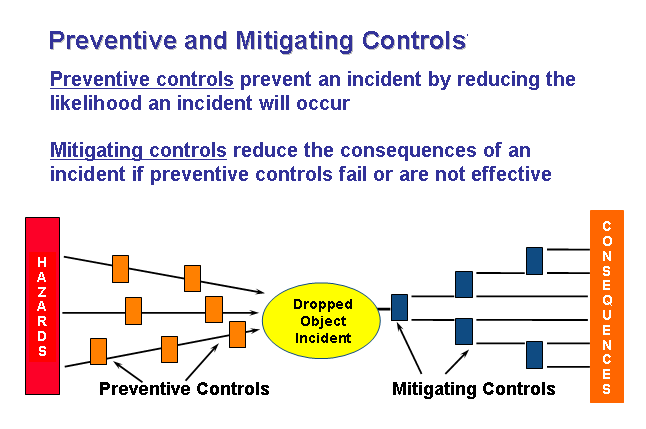 Preventive and Mitigating Controls
Preventive controls prevent an incident by reducing the
likelihood an incident will occur
Mitigating controls reduce the consequences of an
incident if preventive controls fail or are not effective
HAZARDS
Dropped
Object
Incident
CONSEQUENCES
Preventive Controls
Mitigating Controls